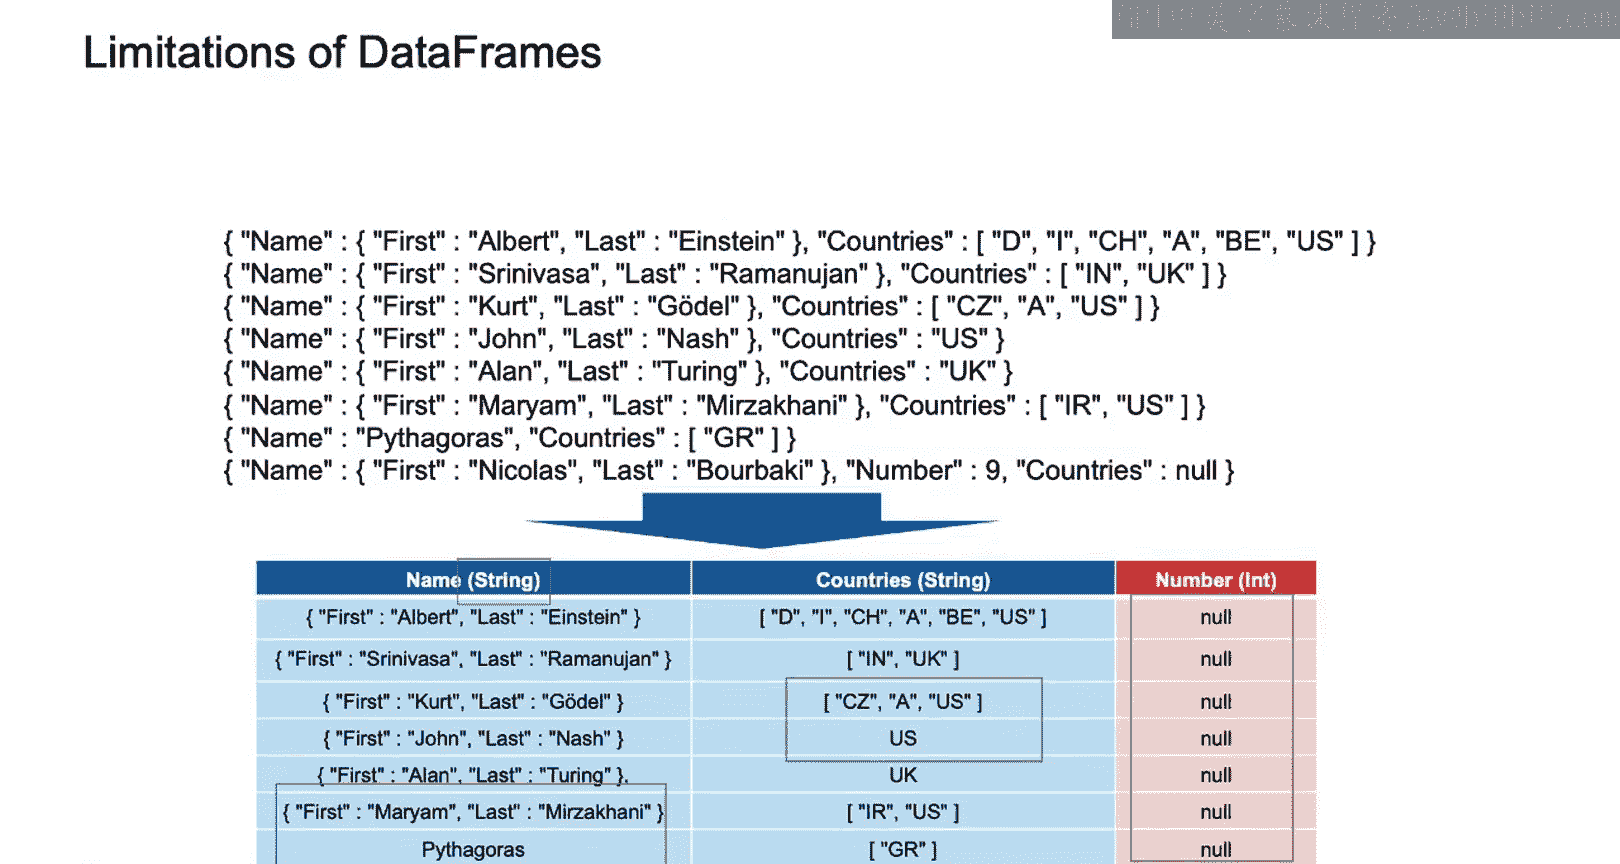 Limitations of DataFrames
{ "Name" : { "First" : "Albert", "Last" : "Einstein" }, "Countries" : [ "D", "I", "CH", "A", "BE", "US" ] }
{ "Name" : { "First" : "Srinivasa", "Last" : "Ramanujan" }, "Countries" : [ "IN", "UK" ] }
{ "Name" : { "First" : "Kurt", "Last" : "Gödel" }, "Countries" : [ "CZ", "A", "US" ] }
{ "Name" : { "First" : "John", "Last" : "Nash" }, "Countries" : "US" }
{ "Name" : { "First" : "Alan", "Last" : "Turing" }, "Countries" : "UK" }
{ "Name" : { "First" : "Maryam", "Last" : "Mirzakhani" }, "Countries" : [ "IR", "US" ] }
{ "Name" : "Pythagoras", "Countries" : [ "GR" ] }
{ "Name" : { "First" : "Nicolas", "Last" : "Bourbaki" }, "Number" : 9, "Countries" : null }
Name (String) Countries (String) Number (Int)
{ "First" : "Albert", "Last" : "Einstein" } [ "D", "I", "CH", "A", "BE", "US" ] null
{ "First" : "Srinivasa", "Last" : "Ramanujan" } [ "IN", "UK" ] null
{ "First" : "Kurt", "Last" : "Gödel" } [ "CZ", "A", "US" ] null
{ "First" : "John", "Last" : "Nash" } US null
{ "First" : "Alan", "Last" : "Turing" }, UK null
{ "First" : "Maryam", "Last" : "Mirzakhani" } [ "IR", "US" ] null
Pythagoras [ "GR" ] null